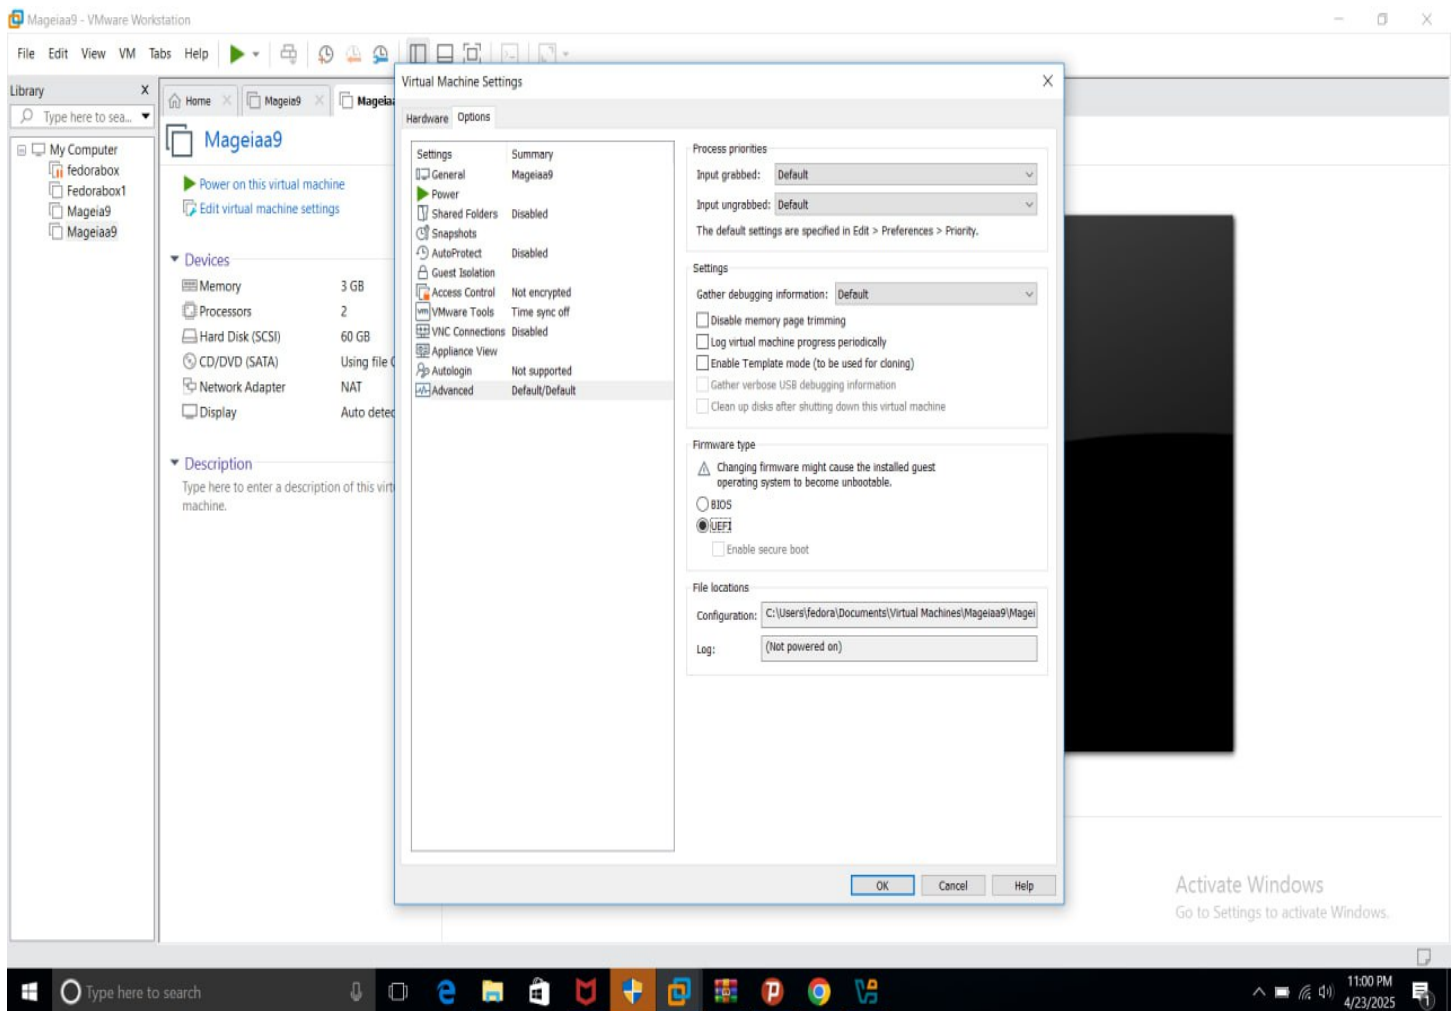 Mageiaa9 - VMware Workstation
File Edit View VM Tabs Help
Library X
Type here to sea...
My Computer
fedorabox
Fedorabox1
Mageia9
Mageiaa9
Home Mageia9 Mageiaa
Mageiaa9
Power on this virtual machine
Edit virtual machine settings
Devices
Memory 3 GB
Processors 2
Hard Disk (SCSI) 60 GB
CD/DVD (SATA) Using file
Network Adapter NAT
Display Auto detec
Description
Type here to enter a description of this virt
machine.
Virtual Machine Settings
Hardware Options
Settings Summary
General Mageiaa9
Power
Shared Folders Disabled
Snapshots
AutoProtect Disabled
Guest Isolation
Access Control Not encrypted
VMware Tools Time sync off
VNC Connections Disabled
Appliance View
Autologin Not supported
Advanced Default/Default
Process priorities
Input grabbed: Default
Input ungrabbed: Default
The default settings are specified in Edit > Preferences > Priority.
Settings
Gather debugging information: Default
Disable memory page trimming
Log virtual machine progress periodically
Enable Template mode (to be used for cloning)
Gather verbose USB debugging information
Clean up disks after shutting down this virtual machine
Firmware type
Changing firmware might cause the installed guest
operating system to become unbootable.
BIOS
UEFI
Enable secure boot
File locations
Configuration: C:\Users\fedora\Documents\Virtual Machines\Mageiaa9\Magei
Log: (Not powered on)
OK Cancel Help
Activate Windows
Go to Settings to activate Windows.
Type here to search
11:00 PM
4/23/2025
1